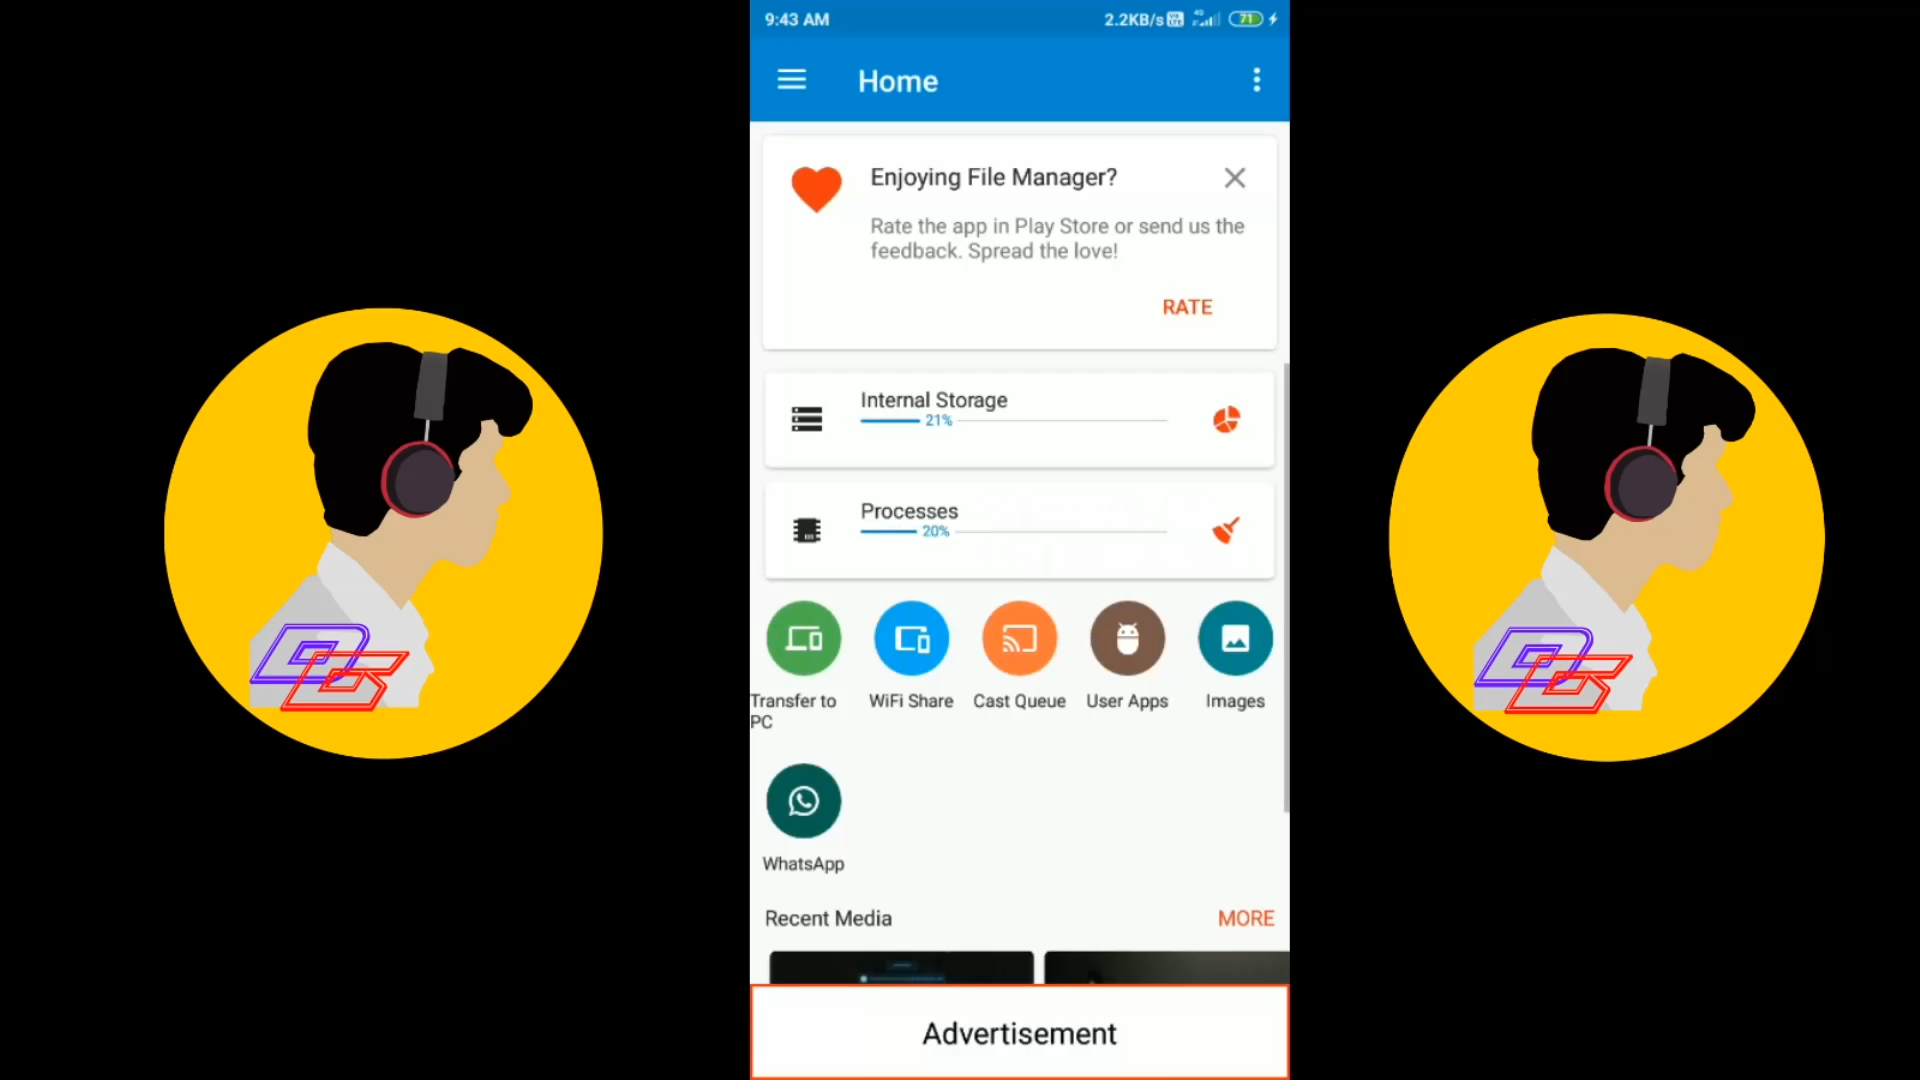 9:43 AM
2.2KB/s 4G 71
Home
Enjoying File Manager?
Rate the app in Play Store or send us the
feedback. Spread the love!
RATE
Internal Storage
21%
Processes
20%
Transfer to
PC
WiFi Share
Cast Queue
User Apps
Images
WhatsApp
Recent Media
MORE
Advertisement